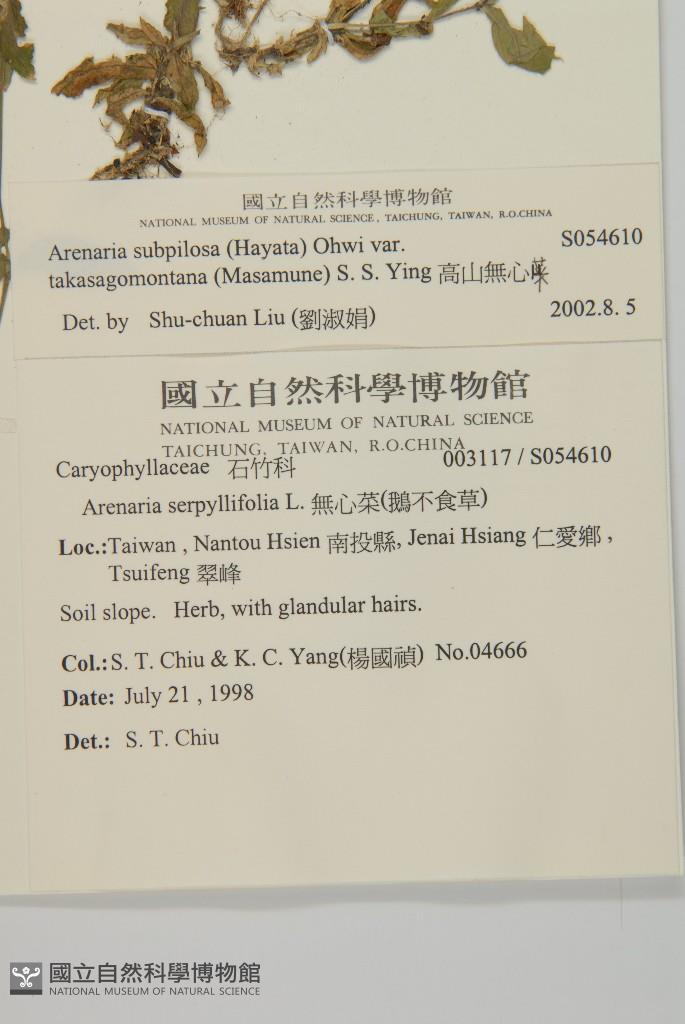 國立自然科學博物館
NATIONAL MUSEUM OF NATURAL SCIENCE, TAICHUNG, TAIWAN, R.O.CHINA
Arenaria subpilosa (Hayata) Ohwi var. S054610
takasagomontana (Masamune) S. S. Ying 高山無心菜
Det. by Shu-chuan Liu (劉淑娟) 2002.8. 5
國立自然科學博物館
NATIONAL MUSEUM OF NATURAL SCIENCE
TAICHUNG, TAIWAN, R.O.CHINA
Caryophyllaceae 石竹科 003117 / S054610
Arenaria serpyllifolia L. 無心菜(鵝不食草)
Loc.:Taiwan , Nantou Hsien 南投縣, Jenai Hsiang 仁愛鄉 ,
Tsuifeng 翠峰
Soil slope. Herb, with glandular hairs.
Col.: S. T. Chiu & K. C. Yang(楊國禎) No.04666
Date: July 21 , 1998
Det.: S. T. Chiu
國立自然科學博物館
NATIONAL MUSEUM OF NATURAL SCIENCE